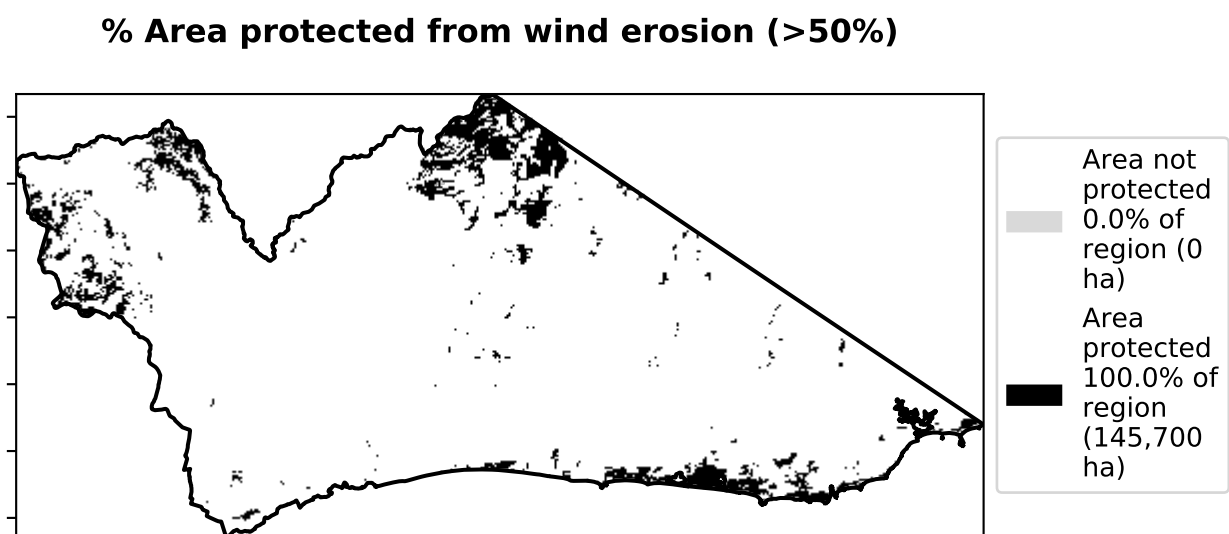 % Area protected from wind erosion (>50%)
Area not
protected
0.0% of
region (0
ha)
Area
protected
100.0% of
region
(145,700
ha)